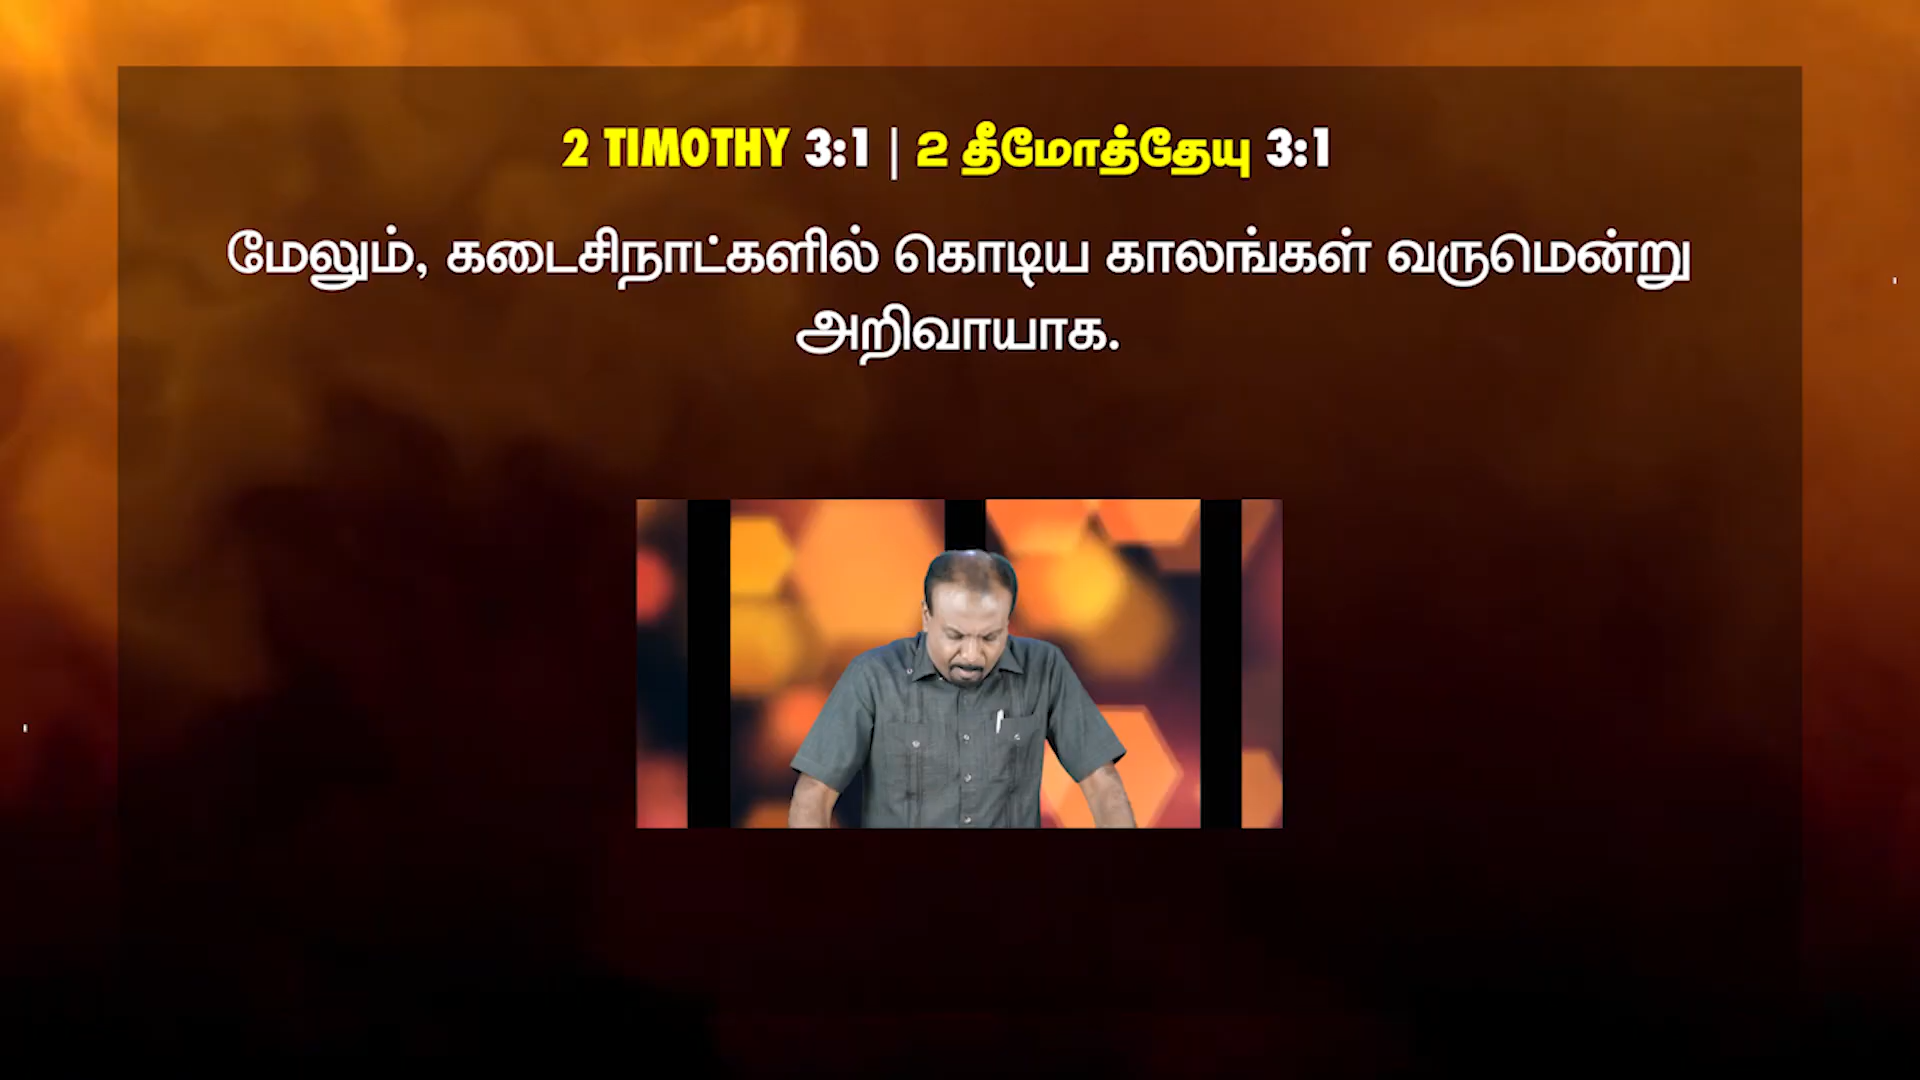 2 TIMOTHY 3:1 | 2 தீமோத்தேயு 3:1
மேலும், கடைசிநாட்களில் கொடிய காலங்கள் வருமென்று
அறிவாயாக.